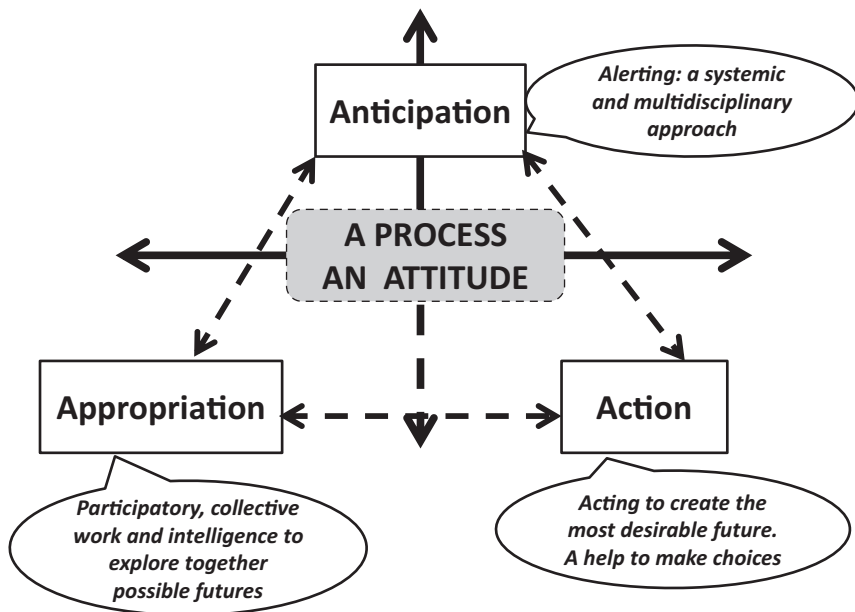 Anticipation
Alerting: a systemic
and multidisciplinary
approach
A PROCESS
AN ATTITUDE
Appropriation
Action
Participatory, collective
work and intelligence to
explore together
possible futures
Acting to create the
most desirable future.
A help to make choices